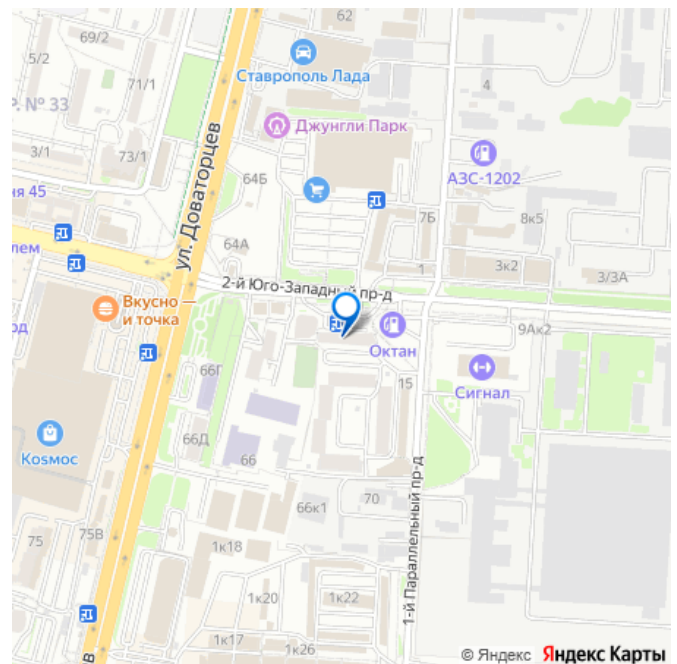 62
69/2
5/2
71/1
Ставрополь Лада
4
Р. № 33
Джунгли Парк
3/1
73/1
АЗС-1202
ня 45
64Б
ул. Доваторцев
7Б
8к5
лем
64А
1
3к2
3/3А
2-й Юго-Западный пр-д
Вкусно —
и точка
од
9Ак2
Октан
66Г
15
Сигнал
66Д
Коsмос
66
66к1
70
75
75В
1к18
1-й Параллельный пр-д
1к20
1к22
1к17
1к26
в
© Яндекс Яндекс Карты